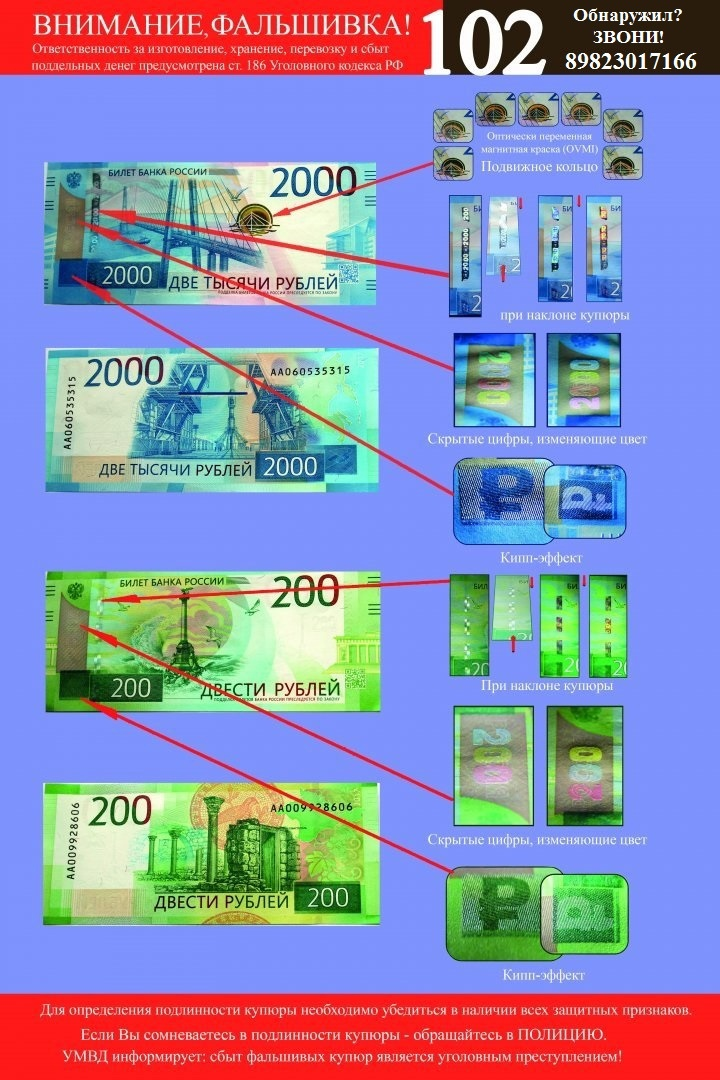 ВНИМАНИЕ, ФАЛЬШИВКА!
Ответственность за изготовление, хранение, перевозку и сбыт
поддельных денег предусмотрена ст. 186 Уголовного кодекса РФ
102
Обнаружил?
ЗВОНИ!
89823017166
Оптически переменная
магнитная краска (OVMI)
Подвижное кольцо
БИЛЕТ БАНКА РОССИИ
2000
2000
ДВЕ ТЫСЯЧИ РУБЛЕЙ
при наклоне купюры
2000
АА060535315
АА060535315
ДВЕ ТЫСЯЧИ РУБЛЕЙ
2000
Скрытые цифры, изменяющие цвет
Кипп-эффект
БИЛЕТ БАНКА РОССИИ
200
200
ДВЕСТИ РУБЛЕЙ
При наклоне купюры
200
АА009928606
АА009928606
ДВЕСТИ РУБЛЕЙ
200
Скрытые цифры, изменяющие цвет
Кипп-эффект
Для определения подлинности купюры необходимо убедиться в наличии всех защитных признаков.
Если Вы сомневаетесь в подлинности купюры - обращайтесь в ПОЛИЦИЮ.
УМВД информирует: сбыт фальшивых купюр является уголовным преступлением!